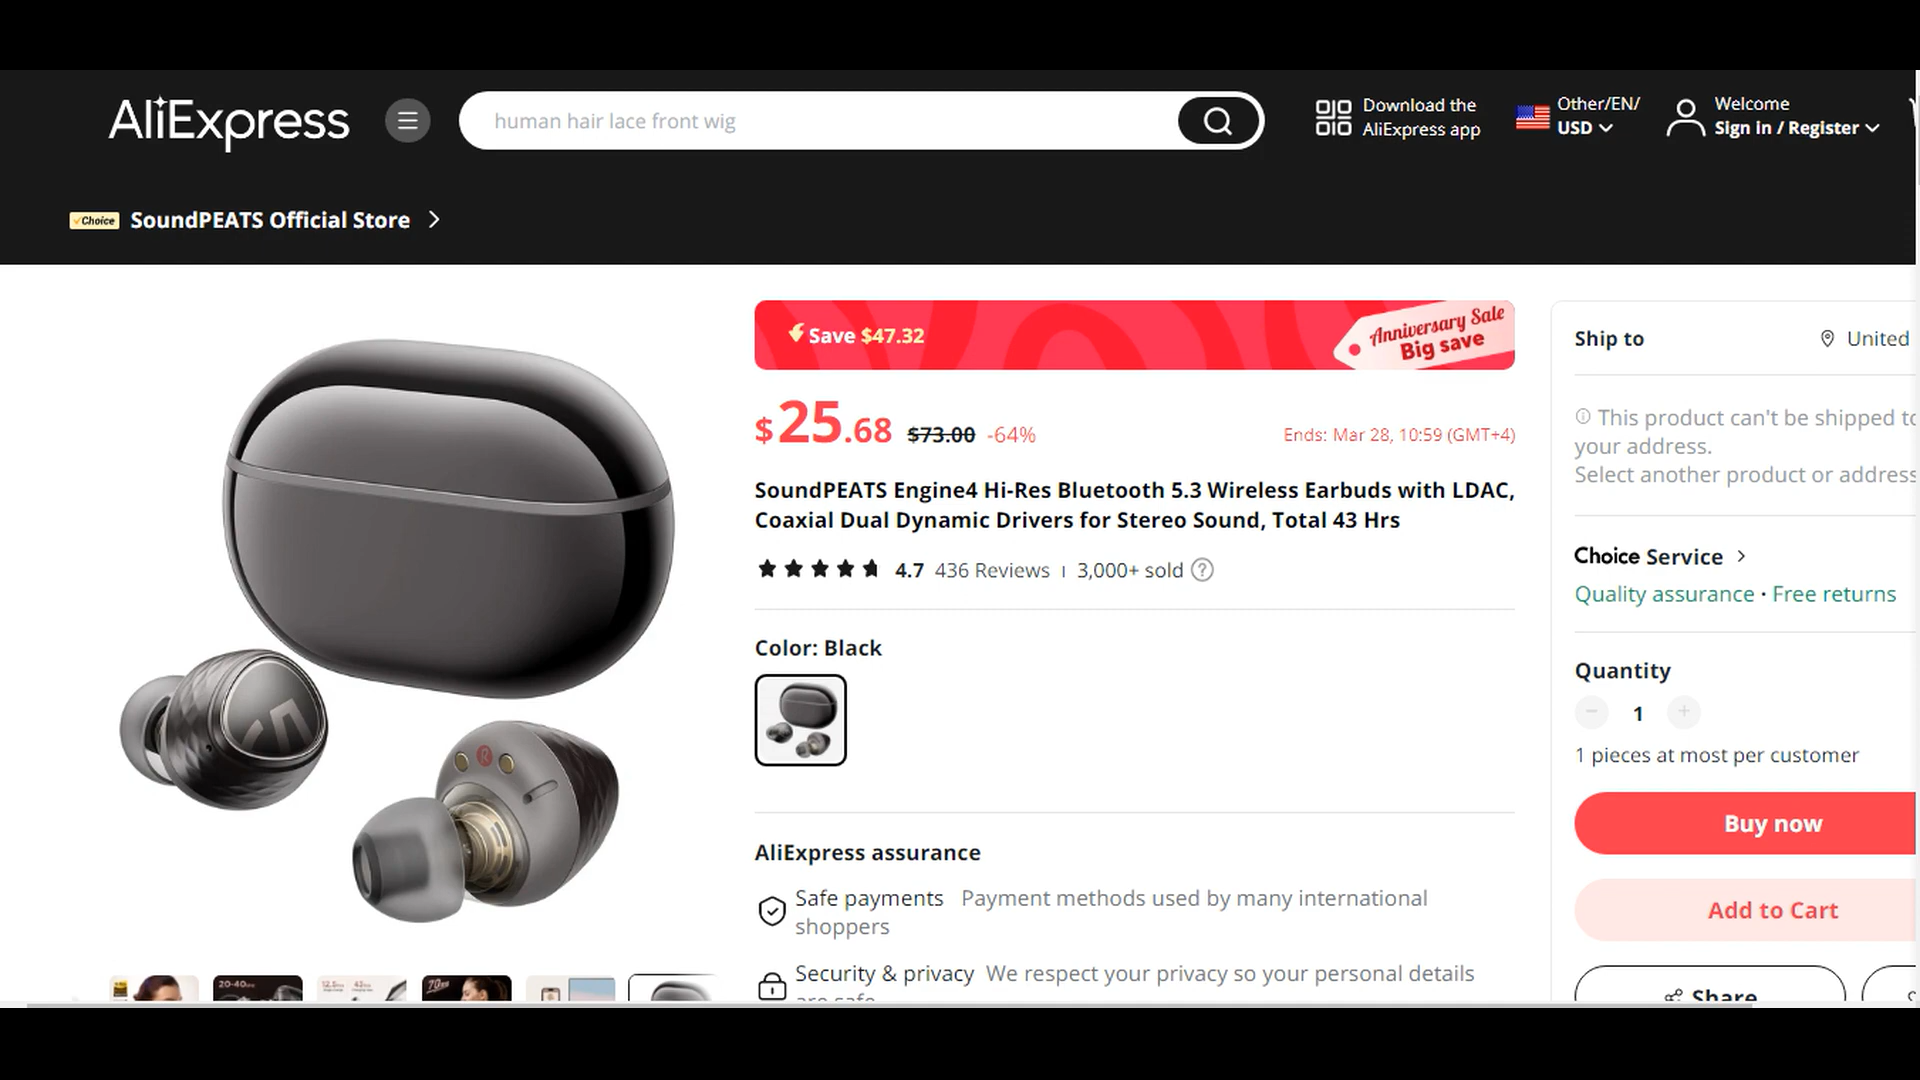 AliExpress
human hair lace front wig
Download the
AliExpress app
Other/EN/
USD
Welcome
Sign in / Register
Choice SoundPEATS Official Store
Save $47.32
Anniversary Sale
Big save
$25.68 $73.00 -64%
Ends: Mar 28, 10:59 (GMT+4)
SoundPEATS Engine4 Hi-Res Bluetooth 5.3 Wireless Earbuds with LDAC,
Coaxial Dual Dynamic Drivers for Stereo Sound, Total 43 Hrs
4.7 436 Reviews 3,000+ sold
Color: Black
AliExpress assurance
Safe payments Payment methods used by many international
shoppers
Security & privacy We respect your privacy so your personal details
are safe
Ship to United
This product can't be shipped to
your address.
Select another product or address
Choice Service
Quality assurance · Free returns
Quantity
- 1 +
1 pieces at most per customer
Buy now
Add to Cart
Share
R
20-40
70